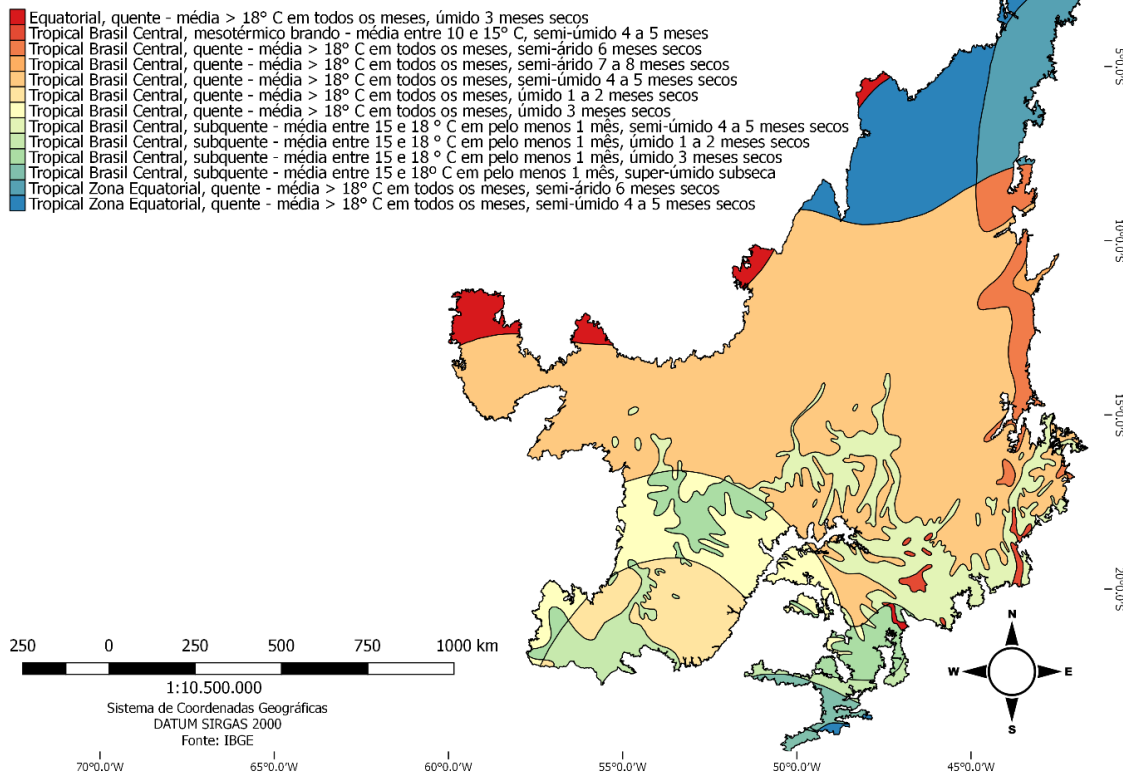 Equatorial, quente - média > 18° C em todos os meses, úmido 3 meses secos
Tropical Brasil Central, mesotérmico brando - média entre 10 e 15° C, semi-úmido 4 a 5 meses
Tropical Brasil Central, quente - média > 18° C em todos os meses, semi-árido 6 meses secos
Tropical Brasil Central, quente - média > 18° C em todos os meses, semi-árido 7 a 8 meses secos
Tropical Brasil Central, quente - média > 18° C em todos os meses, semi-úmido 4 a 5 meses secos
Tropical Brasil Central, quente - média > 18° C em todos os meses, úmido 1 a 2 meses secos
Tropical Brasil Central, quente - média > 18° C em todos os meses, úmido 3 meses secos
Tropical Brasil Central, subquente - média entre 15 e 18 ° C em pelo menos 1 mês, semi-úmido 4 a 5 meses secos
Tropical Brasil Central, subquente - média entre 15 e 18 ° C em pelo menos 1 mês, úmido 1 a 2 meses secos
Tropical Brasil Central, subquente - média entre 15 e 18 ° C em pelo menos 1 mês, úmido 3 meses secos
Tropical Brasil Central, subquente - média entre 15 e 18° C em pelo menos 1 mês, super-úmido subseca
Tropical Zona Equatorial, quente - média > 18° C em todos os meses, semi-árido 6 meses secos
Tropical Zona Equatorial, quente - média > 18° C em todos os meses, semi-úmido 4 a 5 meses secos
5°0.0'S
10°0.0'S
15°0.0'S
20°0.0'S
250 0 250 500 750 1000 km
1:10.500.000
Sistema de Coordenadas Geográficas
DATUM SIRGAS 2000
Fonte: IBGE
N
W E
S
70°0.0'W 65°0.0'W 60°0.0'W 55°0.0'W 50°0.0'W 45°0.0'W